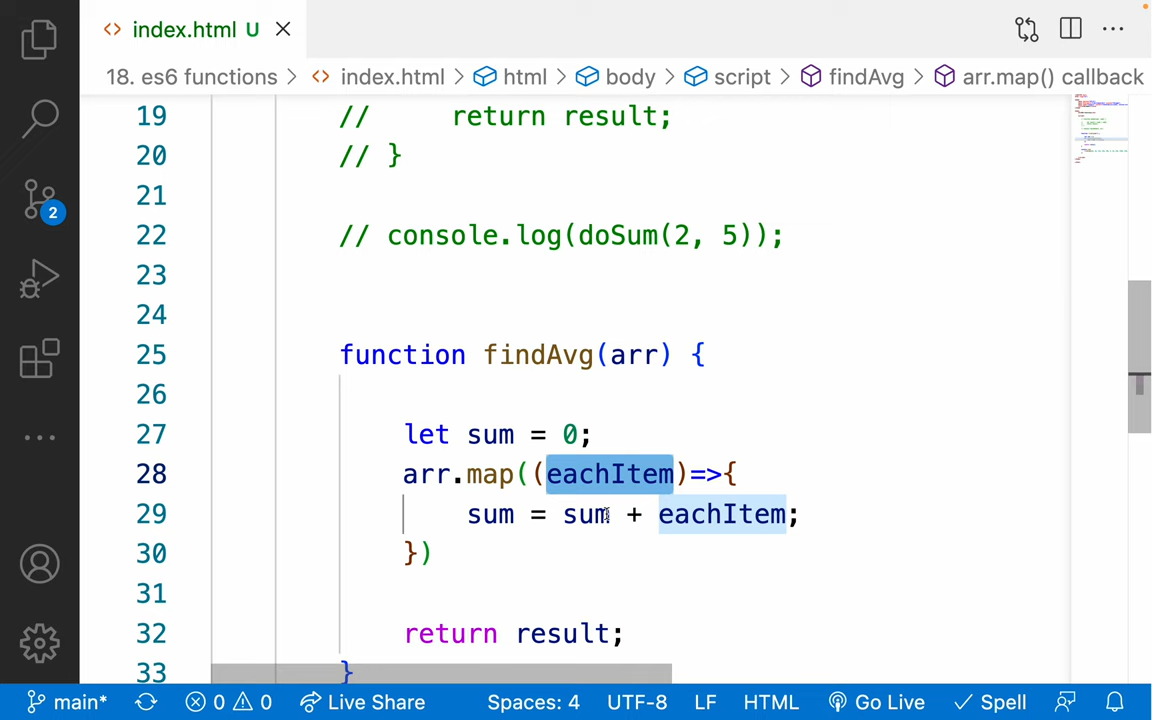 index.html U
18. es6 functions > index.html > html > body > script > findAvg > arr.map() callback
19 // return result;
20 // }
21
22 // console.log(doSum(2, 5));
23
24
25 function findAvg(arr) {
26
27 let sum = 0;
28 arr.map((eachItem)=>{
29 sum = sum + eachItem;
30 })
31
32 return result;
33 }
2
main* 0 0 Live Share Spaces: 4 UTF-8 LF HTML Go Live Spell